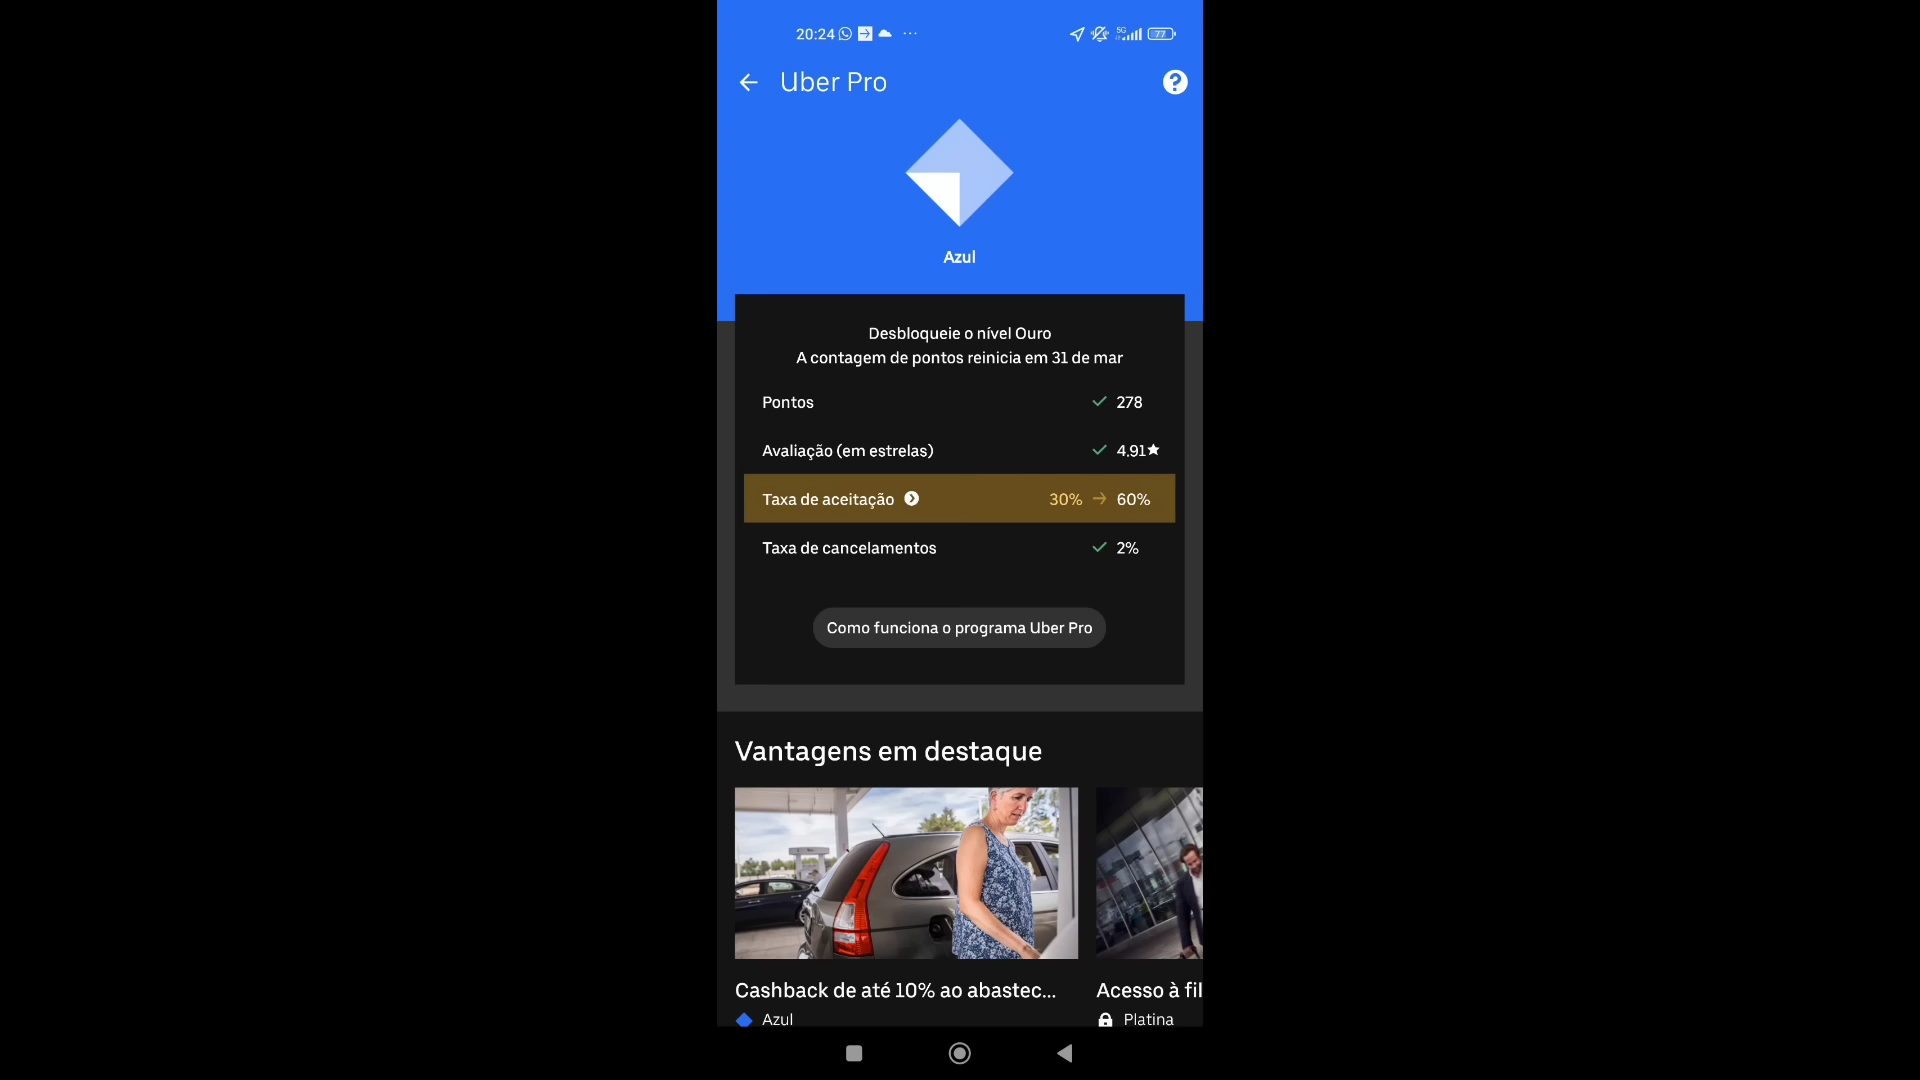 20:24
5G
77
Uber Pro
Azul
Desbloqueie o nível Ouro
A contagem de pontos reinicia em 31 de mar
Pontos 278
Avaliação (em estrelas) 4.91★
Taxa de aceitação 30% → 60%
Taxa de cancelamentos 2%
Como funciona o programa Uber Pro
Vantagens em destaque
Cashback de até 10% ao abastec...
Acesso à fil
Azul
Platina